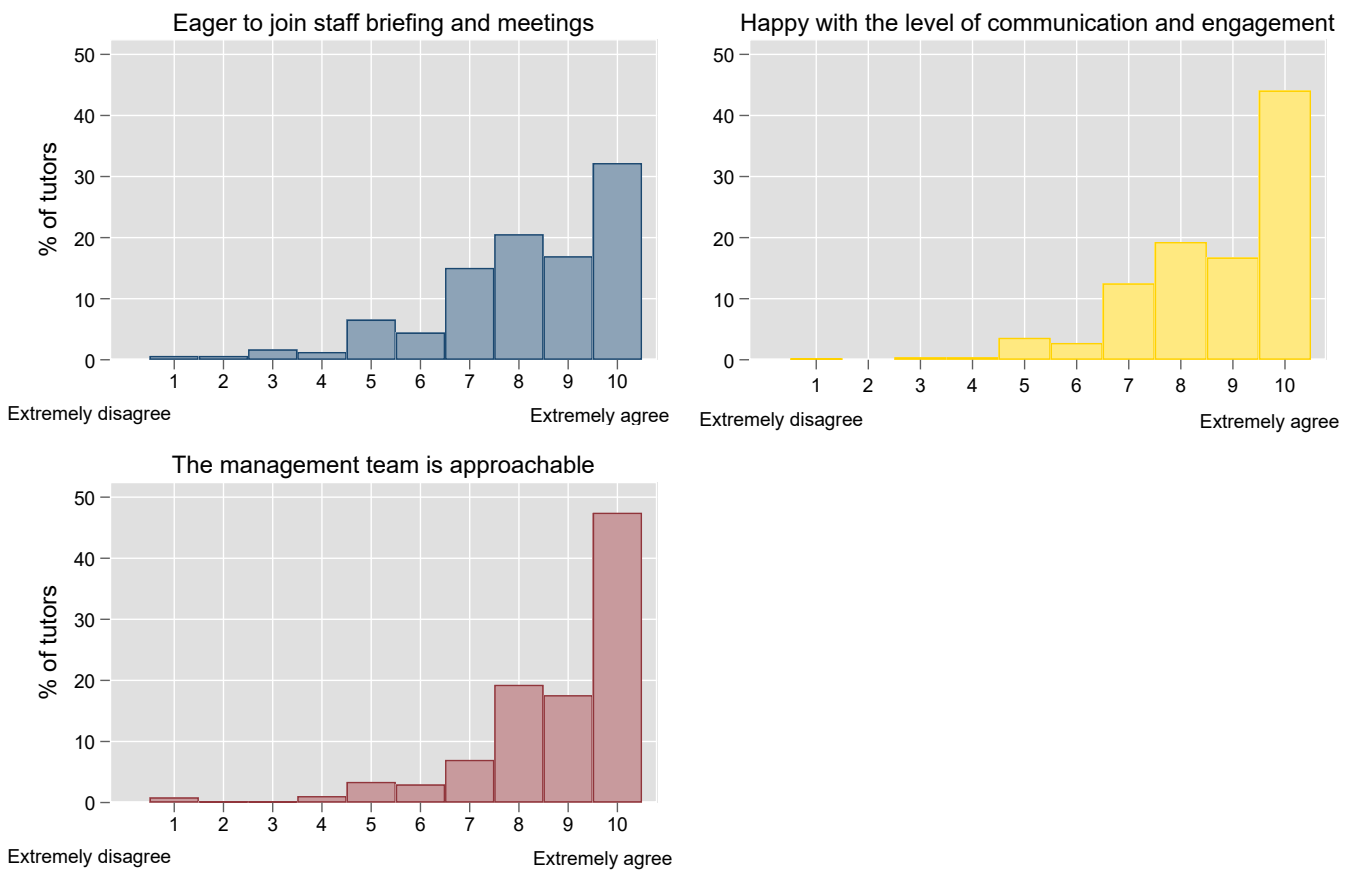 Eager to join staff briefing and meetings
% of tutors
50
40
30
20
10
0
1 2 3 4 5 6 7 8 9 10
Extremely disagree Extremely agree
Happy with the level of communication and engagement
50
40
30
20
10
0
1 2 3 4 5 6 7 8 9 10
Extremely disagree Extremely agree
The management team is approachable
% of tutors
50
40
30
20
10
0
1 2 3 4 5 6 7 8 9 10
Extremely disagree Extremely agree